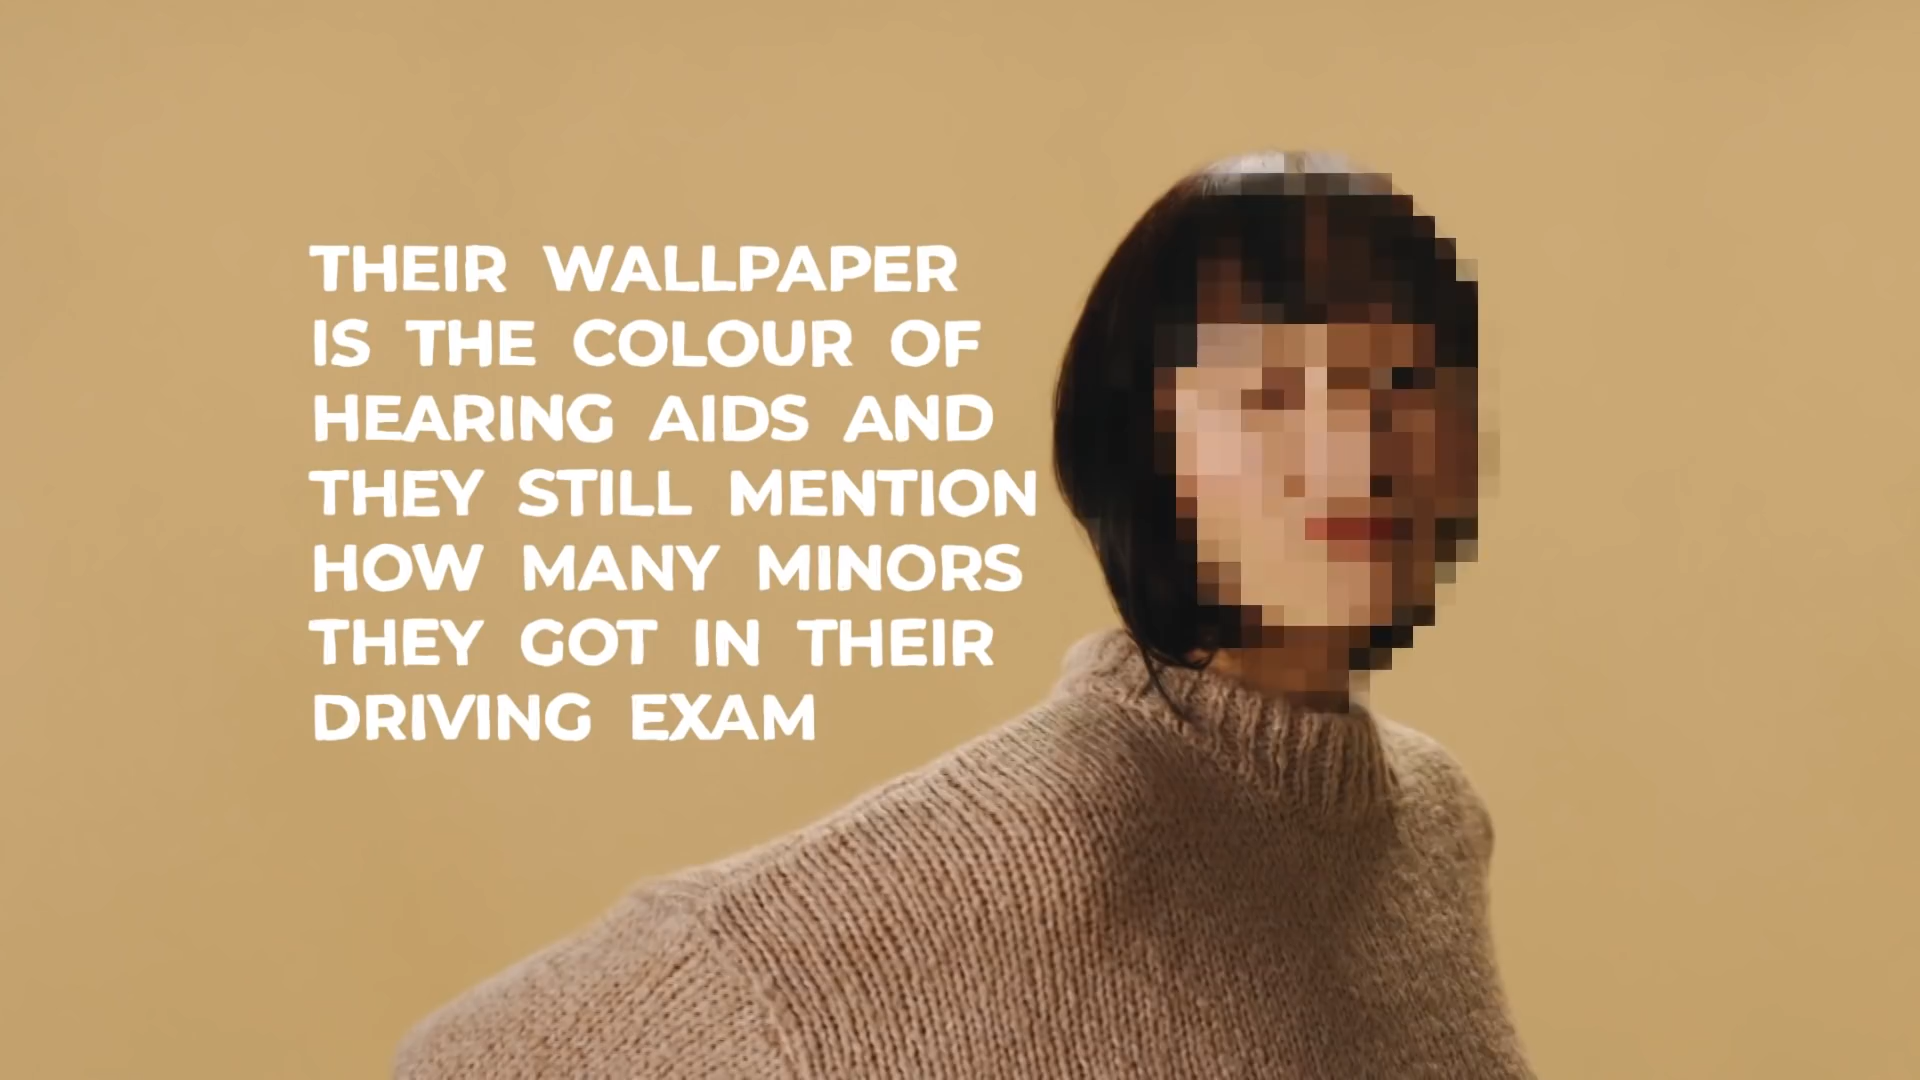 THEIR WALLPAPER
IS THE COLOUR OF
HEARING AIDS AND
THEY STILL MENTION
HOW MANY MINORS
THEY GOT IN THEIR
DRIVING EXAM